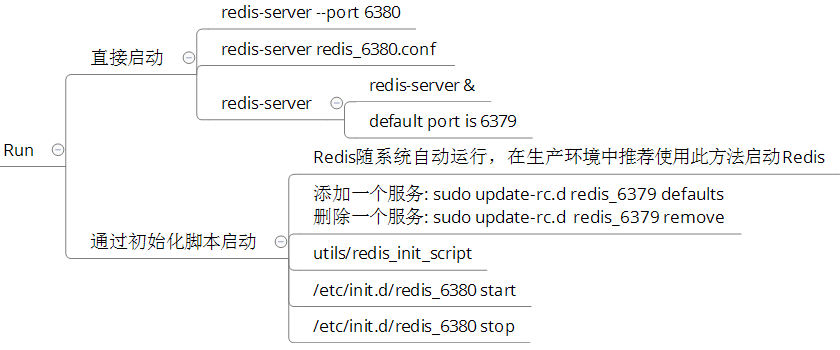 Run
直接启动
redis-server --port 6380
redis-server redis_6380.conf
redis-server
redis-server &
default port is 6379
通过初始化脚本启动
Redis随系统自动运行，在生产环境中推荐使用此方法启动Redis
添加一个服务: sudo update-rc.d redis_6379 defaults
删除一个服务: sudo update-rc.d redis_6379 remove
utils/redis_init_script
/etc/init.d/redis_6380 start
/etc/init.d/redis_6380 stop